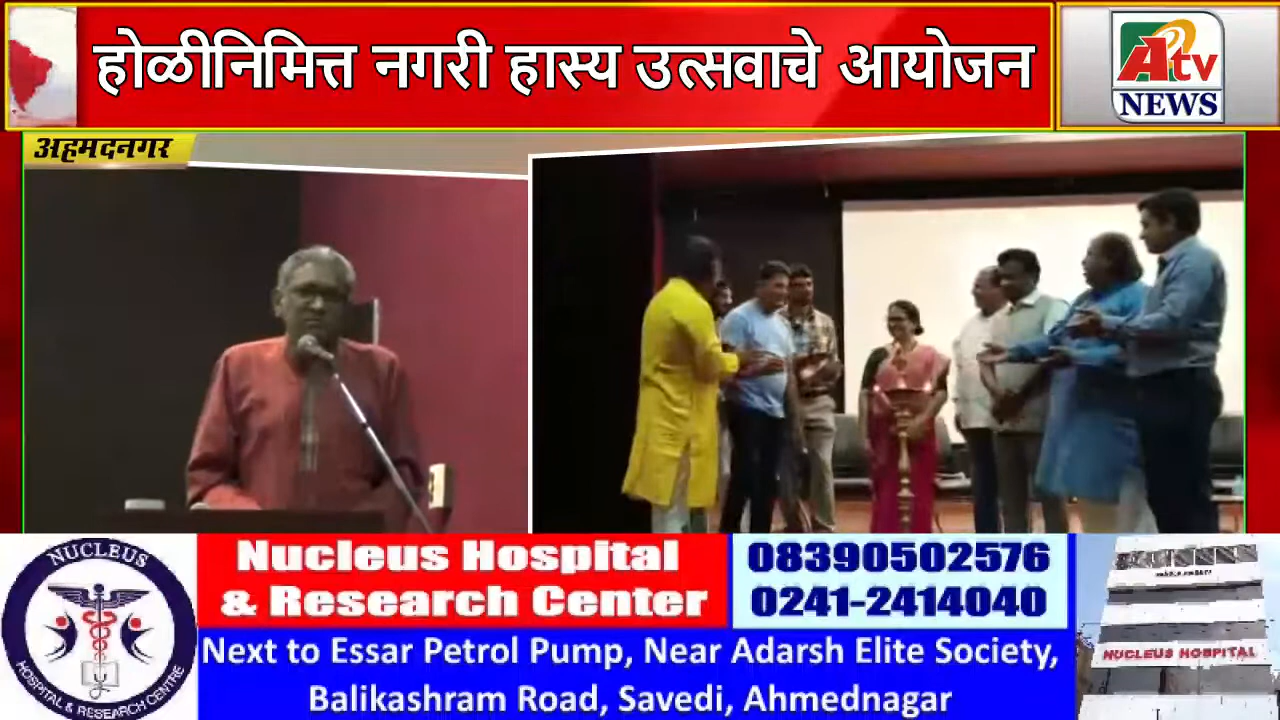 होळीनिमित्त नगरी हास्य उत्सवाचे आयोजन
Atv
NEWS
अहमदनगर
NUCLEUS
HOSPITAL & RESEARCH CENTRE
Nucleus Hospital
& Research Center
08390502576
0241-2414040
Next to Essar Petrol Pump, Near Adarsh Elite Society,
Balikashram Road, Savedi, Ahmednagar
NUCLEUS HOSPITAL